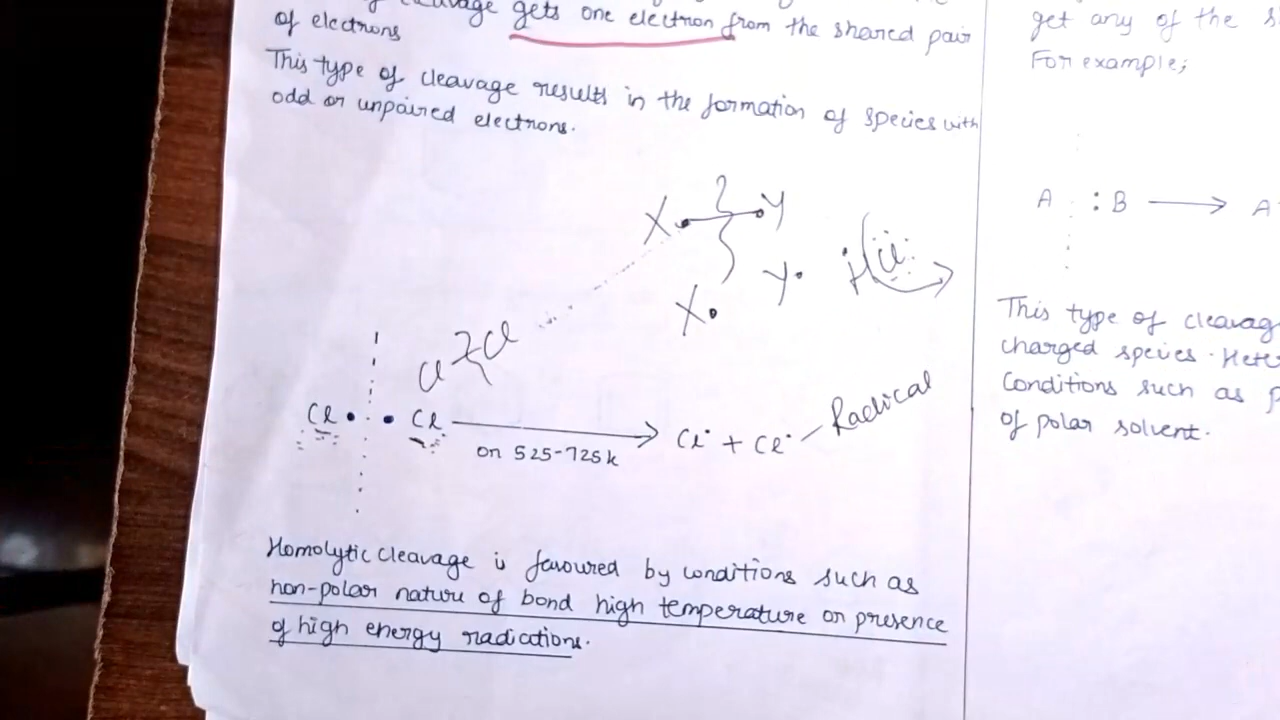 cleavage gets one electron from the shared pair
of electrons
This type of cleavage results in the formation of species with
odd or unpaired electrons.
X Y
X• Y•
Cl Cl
Cl • • Cl ⟶ Cl• + Cl• Radical
on 525-725k
Homolytic cleavage is favoured by conditions such as
non-polar nature of bond high temperature or presence
of high energy radiations.
get any of the
For example;
A :B ⟶ A
This type of cleavag
charged species. Hete
Conditions such as p
of polar solvent.